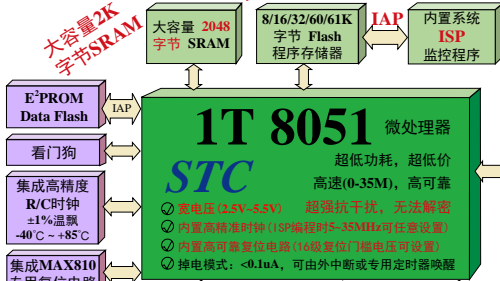 大容量2K
字节SRAM
大容量 2048
字节 SRAM
8/16/32/60/61K
字节 Flash
程序存储器
IAP
内置系统
ISP
监控程序
E²PROM
Data Flash
IAP
看门狗
集成高精度
R/C时钟
±1%温飘
-40℃ ~ +85℃
集成MAX810
专用复位电路
1T 8051 微处理器
STC
超低功耗，超低价
高速(0-35M)，高可靠
宽电压(2.5V~5.5V) 超强抗干扰，无法解密
内置高精准时钟(ISP编程时5~35MHz可任意设置)
内置高可靠复位电路(16级复位门槛电压可设置)
掉电模式：<0.1uA，可由外中断或专用定时器唤醒